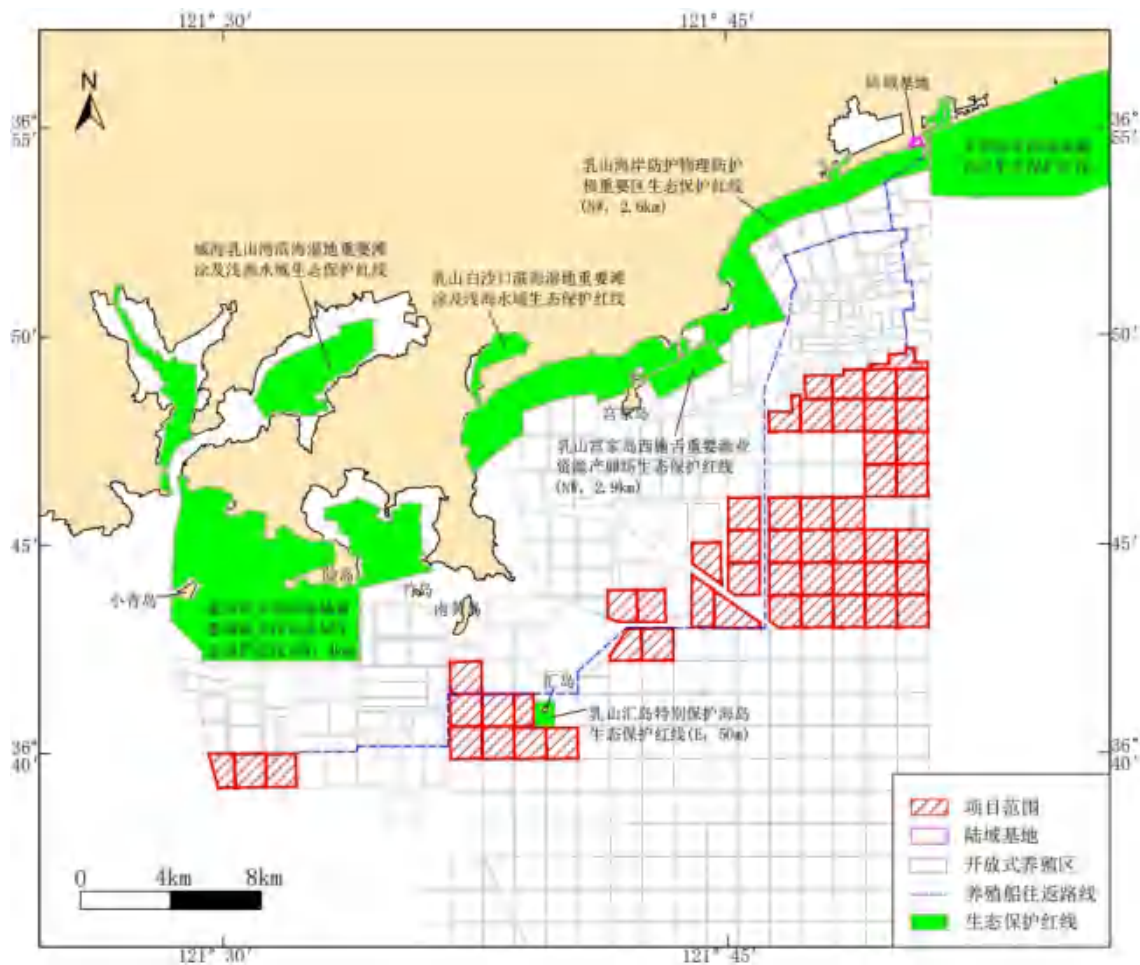 121° 30'
121° 45'
N
36°
55'
36°
55'
陆域基地
乳山海岸防护物理防护
极重要区生态保护红线
(NW, 2.6km)
威海乳山湾滨海湿地重要滩
涂及浅海水域生态保护红线
乳山白沙口滨海湿地重要滩
涂及浅海水域生态保护红线
50'
50'
宫家岛
乳山宫家岛西施舌重要渔业
资源产卵场生态保护红线
(NW, 2.9km)
45'
45'
小青岛
竹岛
南黄岛
汇岛
乳山汇岛特别保护海岛
生态保护红线(E, 50m)
36°
40'
36°
40'
项目范围
陆域基地
开放式养殖区
养殖船往返路线
生态保护红线
0 4km 8km
121° 30'
121° 45'